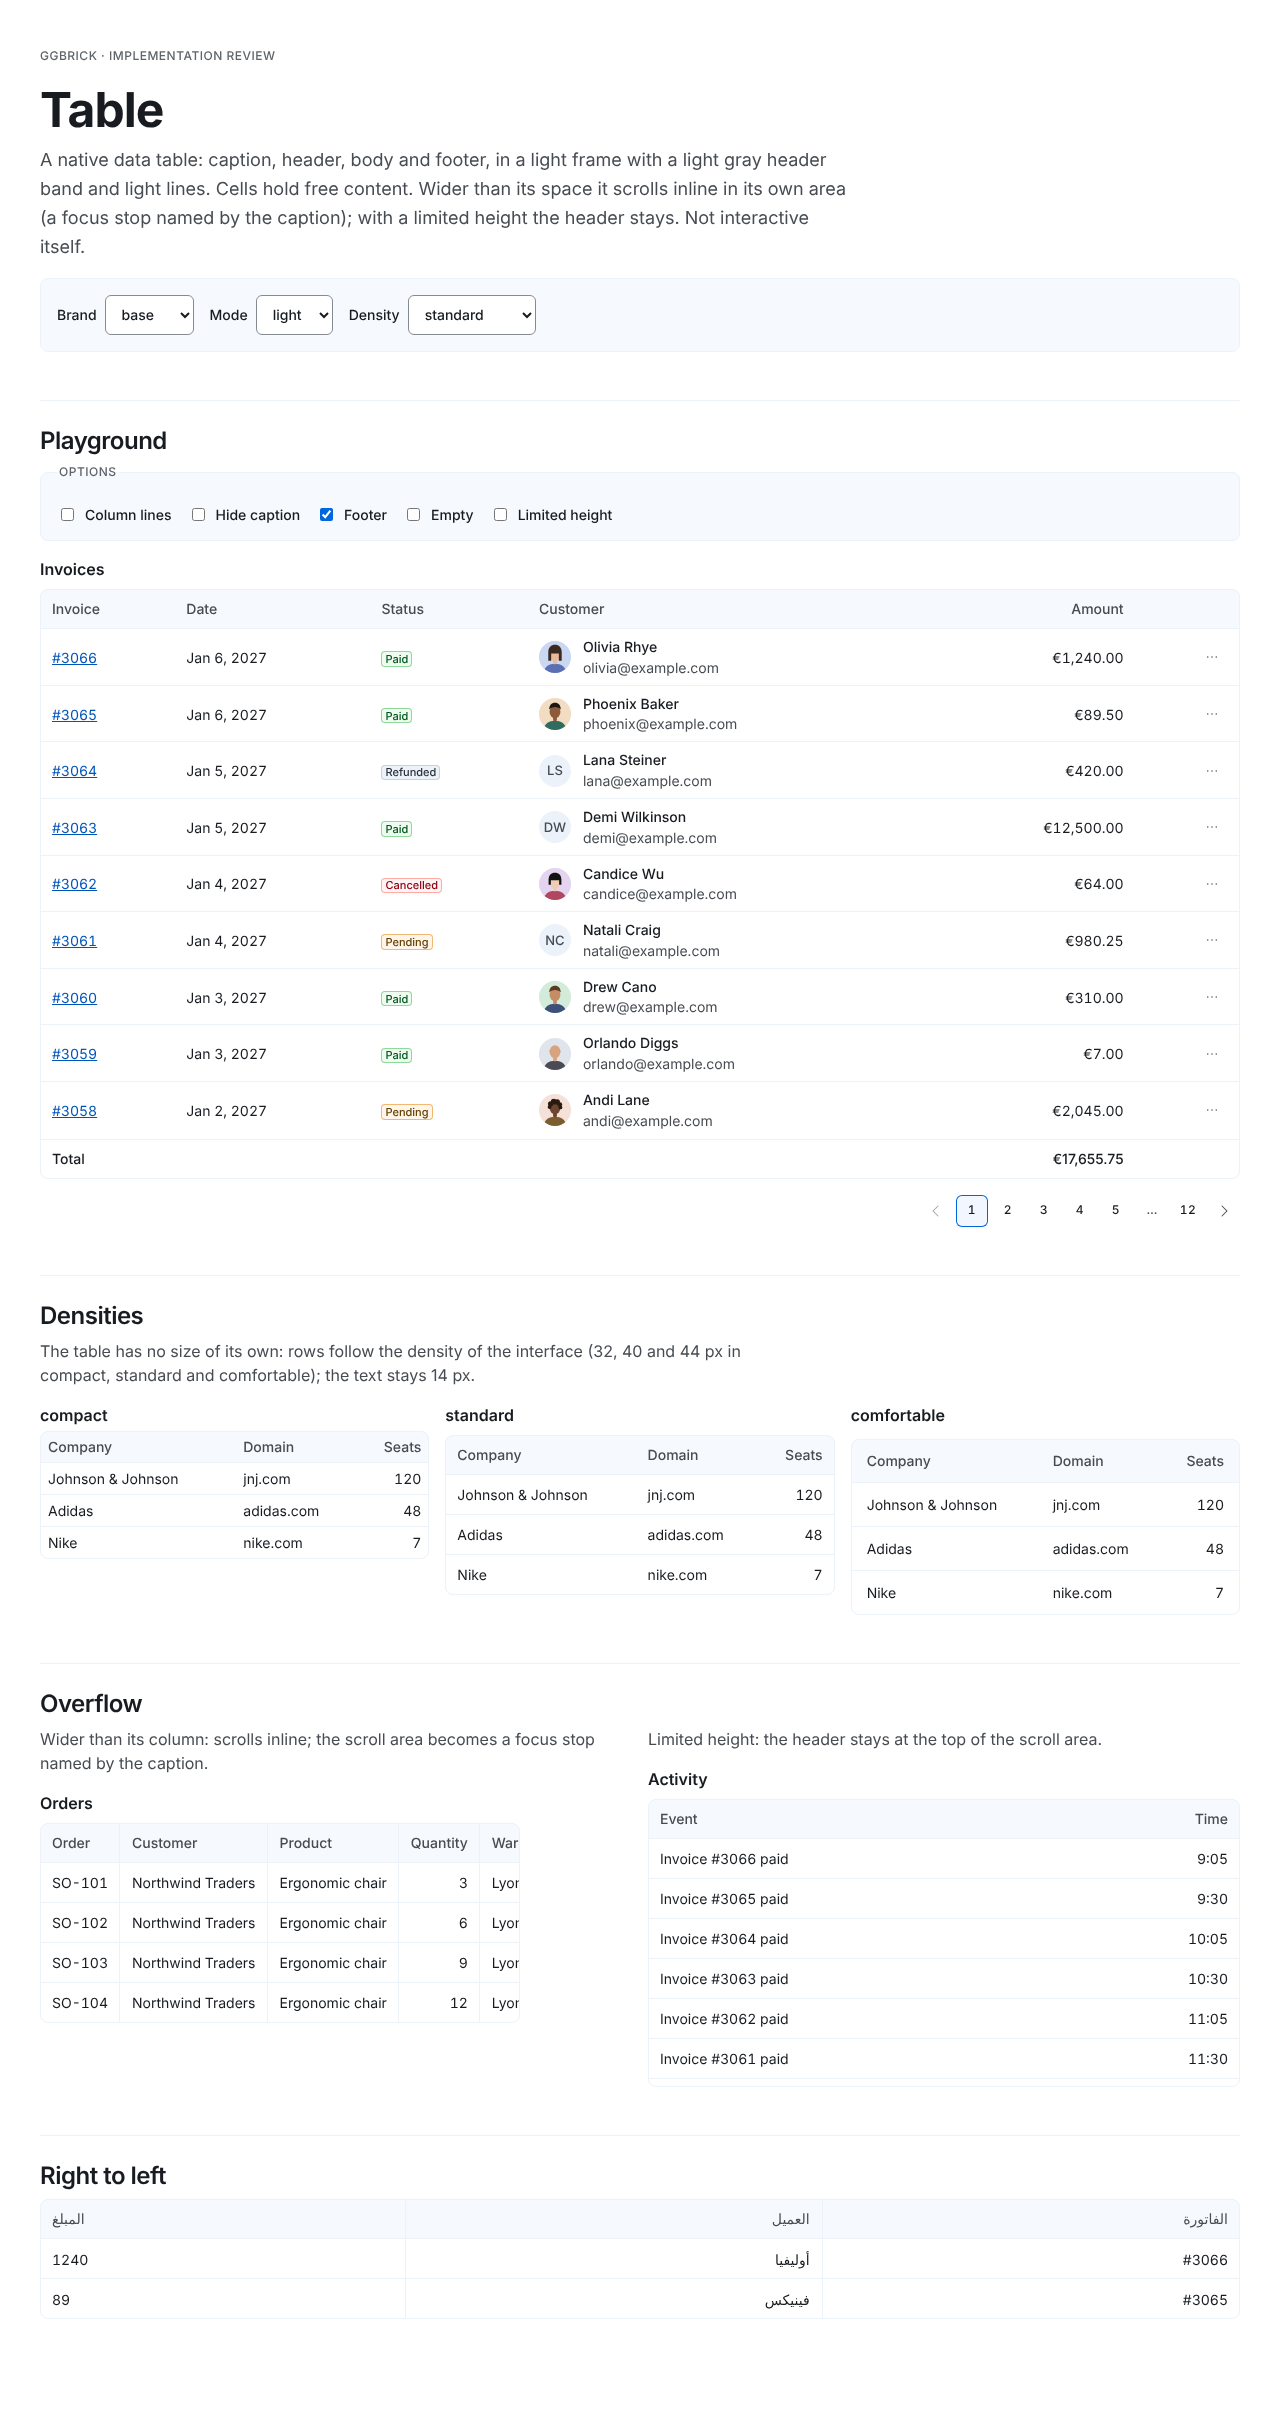 GGBRICK · IMPLEMENTATION REVIEW
Table
A native data table: caption, header, body and footer, in a light frame with a light gray header
band and light lines. Cells hold free content. Wider than its space it scrolls inline in its own area
(a focus stop named by the caption); with a limited height the header stays. Not interactive
itself.
Brand base Mode light Density standard
Playground
OPTIONS
Column lines Hide caption Footer Empty Limited height
Invoices
Invoice Date Status Customer Amount
#3066 Jan 6, 2027 Paid Olivia Rhye €1,240.00 ...
olivia@example.com
#3065 Jan 6, 2027 Paid Phoenix Baker €89.50 ...
phoenix@example.com
#3064 Jan 5, 2027 Refunded LS Lana Steiner €420.00 ...
lana@example.com
#3063 Jan 5, 2027 Paid DW Demi Wilkinson €12,500.00 ...
demi@example.com
#3062 Jan 4, 2027 Cancelled Candice Wu €64.00 ...
candice@example.com
#3061 Jan 4, 2027 Pending NC Natali Craig €980.25 ...
natali@example.com
#3060 Jan 3, 2027 Paid Drew Cano €310.00 ...
drew@example.com
#3059 Jan 3, 2027 Paid Orlando Diggs €7.00 ...
orlando@example.com
#3058 Jan 2, 2027 Pending Andi Lane €2,045.00 ...
andi@example.com
Total €17,655.75
1 2 3 4 5 ... 12
Densities
The table has no size of its own: rows follow the density of the interface (32, 40 and 44 px in
compact, standard and comfortable); the text stays 14 px.
compact
Company Domain Seats
Johnson & Johnson jnj.com 120
Adidas adidas.com 48
Nike nike.com 7
standard
Company Domain Seats
Johnson & Johnson jnj.com 120
Adidas adidas.com 48
Nike nike.com 7
comfortable
Company Domain Seats
Johnson & Johnson jnj.com 120
Adidas adidas.com 48
Nike nike.com 7
Overflow
Wider than its column: scrolls inline; the scroll area becomes a focus stop
named by the caption.
Orders
Order Customer Product Quantity War
SO-101 Northwind Traders Ergonomic chair 3 Lyon
SO-102 Northwind Traders Ergonomic chair 6 Lyon
SO-103 Northwind Traders Ergonomic chair 9 Lyon
SO-104 Northwind Traders Ergonomic chair 12 Lyon
Limited height: the header stays at the top of the scroll area.
Activity
Event Time
Invoice #3066 paid 9:05
Invoice #3065 paid 9:30
Invoice #3064 paid 10:05
Invoice #3063 paid 10:30
Invoice #3062 paid 11:05
Invoice #3061 paid 11:30
Right to left
الفاتورة العميل المبلغ
#3066 أوليفيا 1240
#3065 فينيكس 89